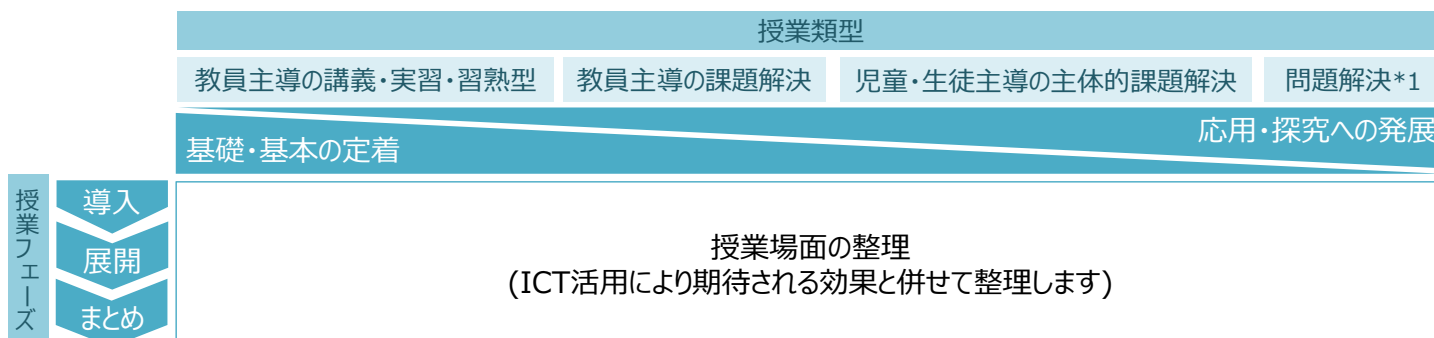 授業類型
教員主導の講義・実習・習熟型
教員主導の課題解決
児童・生徒主導の主体的課題解決
問題解決*1
応用・探究への発展
基礎・基本の定着
授業フェーズ
導入
展開
まとめ
授業場面の整理
(ICT活用により期待される効果と併せて整理します)